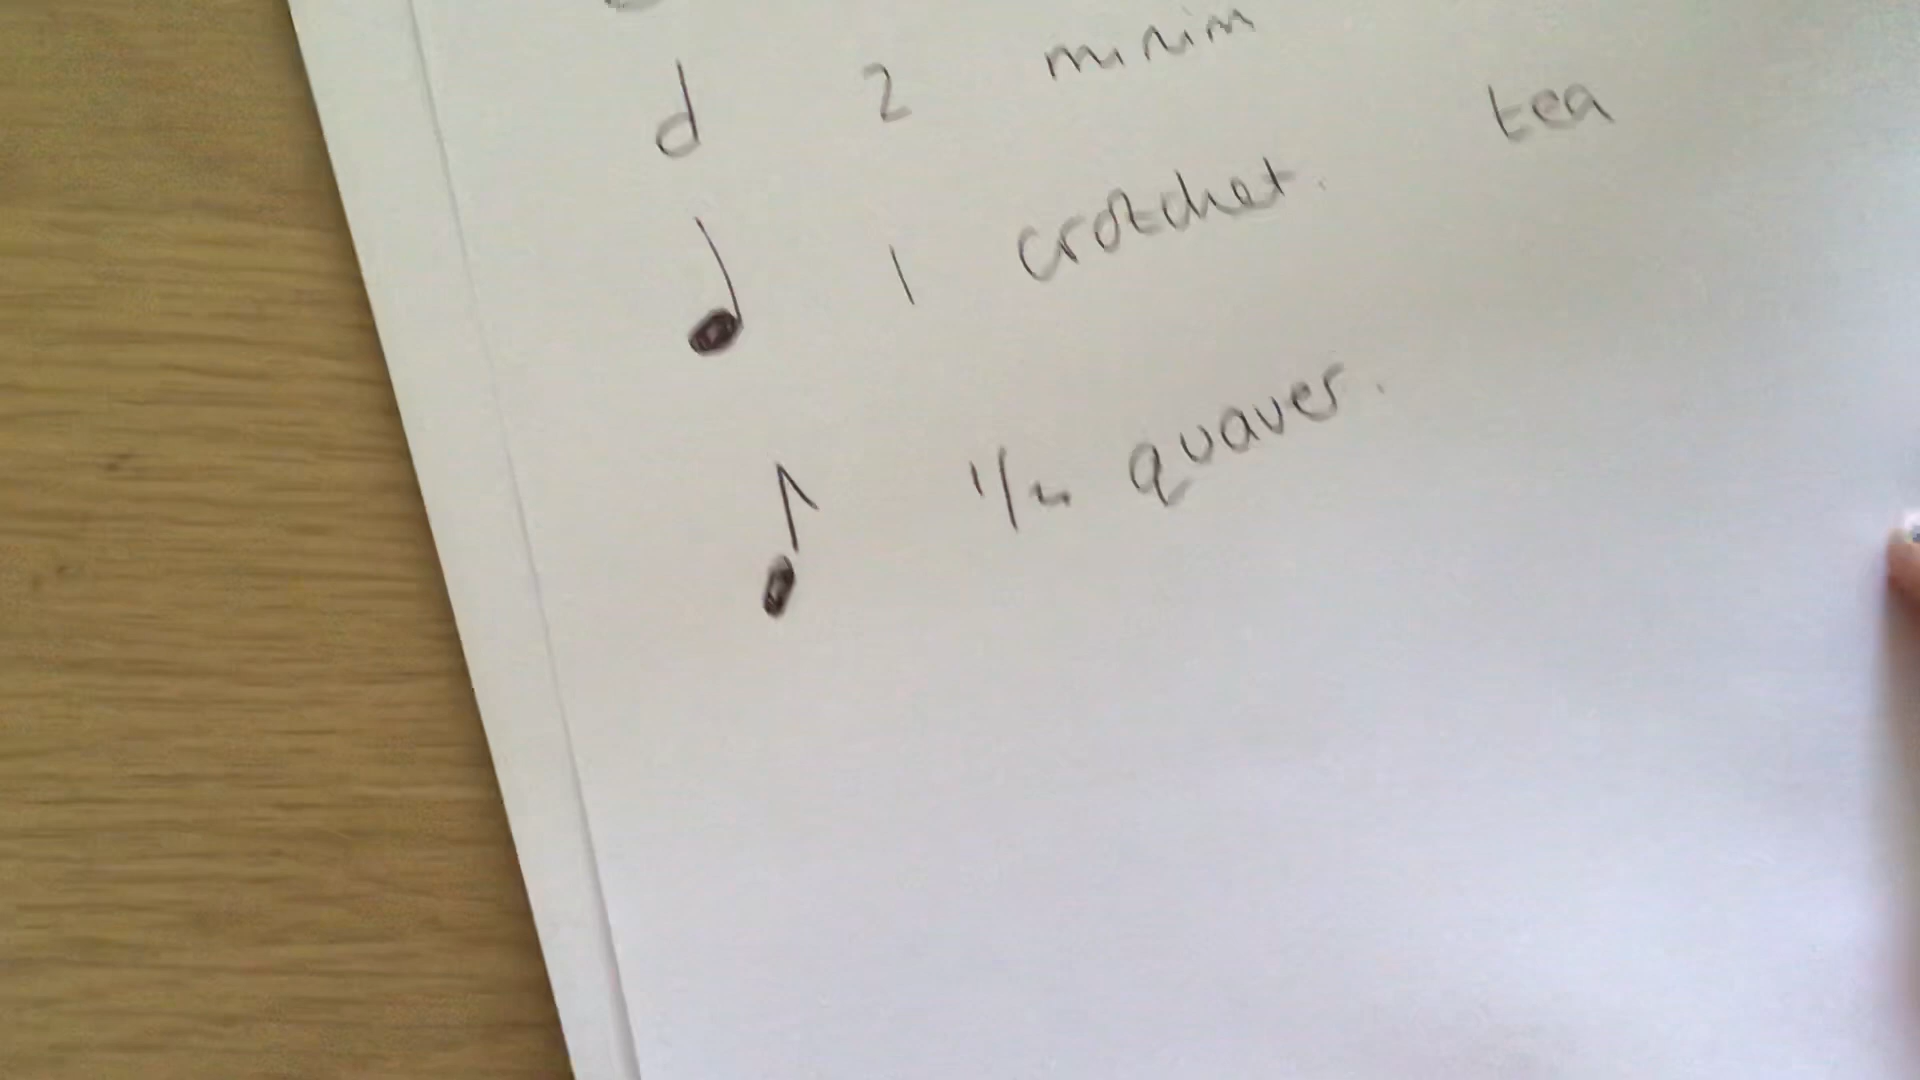 2 minim
1 crotchet. tea
1/2 quaver.